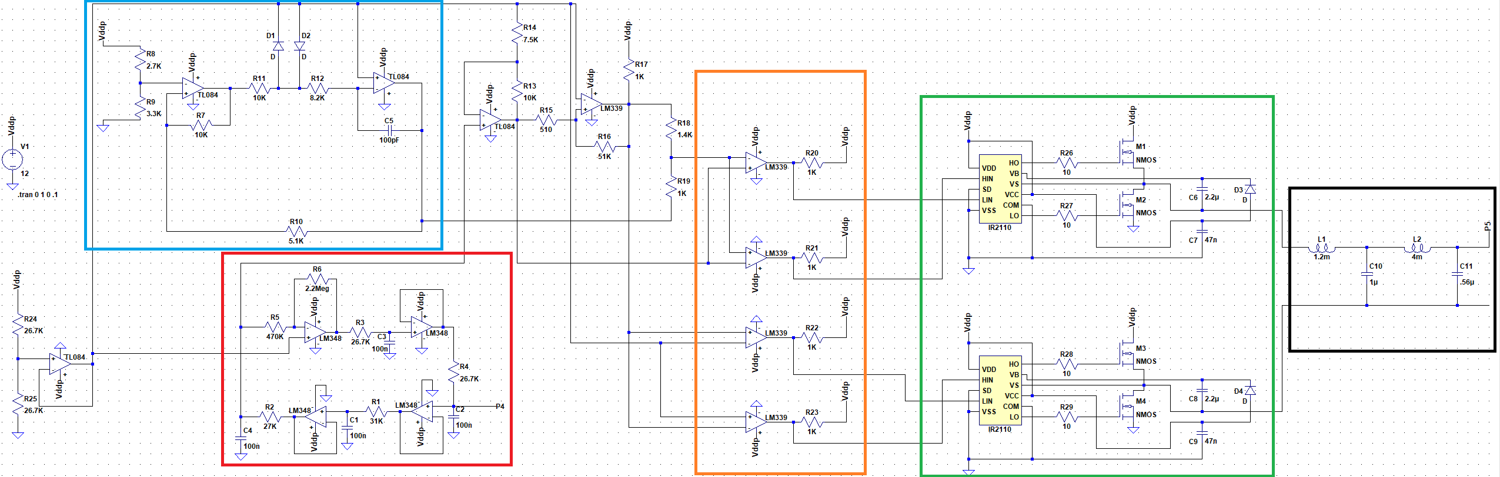 Vddp
V1
12
.tran 0 1 0 .1
Vddp
R24
26.7K
R25
26.7K
TL084
Vddp
Vddp
R8
2.7K
R9
3.3K
Vddp
TL084
R7
10K
R11
10K
D1
D
D2
D
R12
8.2K
Vddp
TL084
C5
100pF
R10
5.1K
R6
2.2Meg
R5
470K
Vddp
LM348
R3
26.7K
C3
100n
Vddp
LM348
R4
26.7K
P4
C2
100n
LM348
Vddp
R1
31K
C1
100n
LM348
Vddp
R2
27K
C4
100n
R14
7.5K
R13
10K
Vddp
TL084
R15
510
R16
51K
Vddp
LM339
Vddp
R17
1K
R18
1.4K
R19
1K
Vddp
LM339
R20
1K
Vddp
LM339
Vddp
R21
1K
Vddp
LM339
Vddp
R22
1K
Vddp
LM339
Vddp
R23
1K
Vddp
Vddp
VDD
HIN
SD
LIN
VSS
HO
VB
VS
VCC
COM
LO
IR2110
R26
10
R27
10
Vddp
M1
NMOS
M2
NMOS
C6
2.2µ
D3
D
C7
47n
Vddp
VDD
HIN
SD
LIN
VSS
HO
VB
VS
VCC
COM
LO
IR2110
R28
10
R29
10
Vddp
M3
NMOS
M4
NMOS
C8
2.2µ
D4
D
C9
47n
L1
1.2m
L2
4m
C10
1µ
C11
.56µ
P5